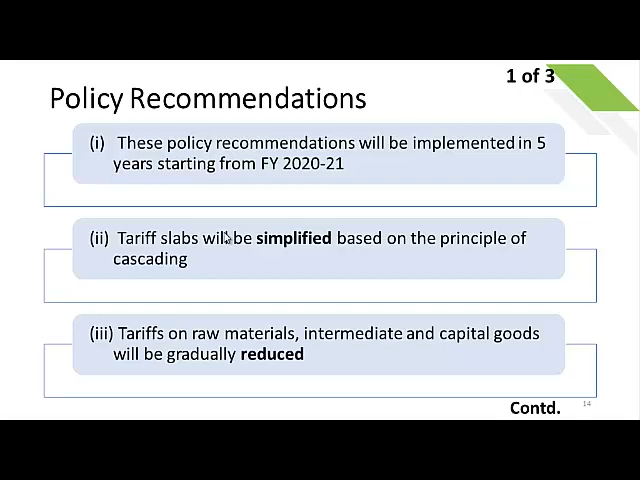 1 of 3
Policy Recommendations
(i) These policy recommendations will be implemented in 5
years starting from FY 2020-21
(ii) Tariff slabs will be simplified based on the principle of
cascading
(iii) Tariffs on raw materials, intermediate and capital goods
will be gradually reduced
Contd.
14